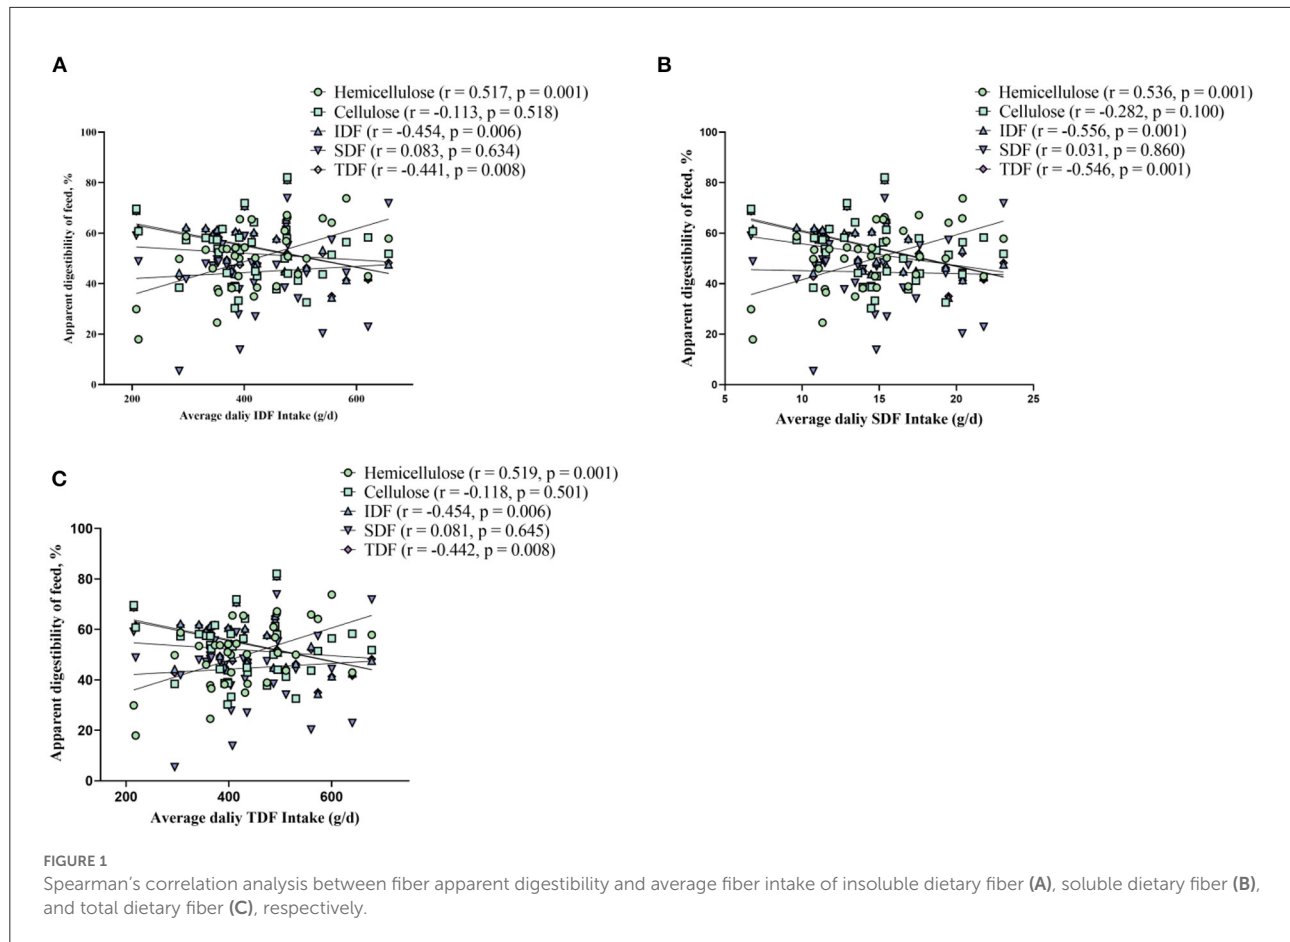 A
Hemicellulose (r = 0.517, p = 0.001)
Cellulose (r = -0.113, p = 0.518)
IDF (r = -0.454, p = 0.006)
SDF (r = 0.083, p = 0.634)
TDF (r = -0.441, p = 0.008)
Apparent digestibility of feed, %
100
80
60
40
20
0
200
400
600
Average daliy IDF Intake (g/d)
B
Hemicellulose (r = 0.536, p = 0.001)
Cellulose (r = -0.282, p = 0.100)
IDF (r = -0.556, p = 0.001)
SDF (r = 0.031, p = 0.860)
TDF (r = -0.546, p = 0.001)
Apparent digestibility of feed, %
100
80
60
40
20
0
5
10
15
20
25
Average daliy SDF Intake (g/d)
C
Hemicellulose (r = 0.519, p = 0.001)
Cellulose (r = -0.118, p = 0.501)
IDF (r = -0.454, p = 0.006)
SDF (r = 0.081, p = 0.645)
TDF (r = -0.442, p = 0.008)
Apparent digestibility of feed, %
100
80
60
40
20
0
200
400
600
Average daliy TDF Intake (g/d)
FIGURE 1
Spearman's correlation analysis between fiber apparent digestibility and average fiber intake of insoluble dietary fiber (A), soluble dietary fiber (B),
and total dietary fiber (C), respectively.